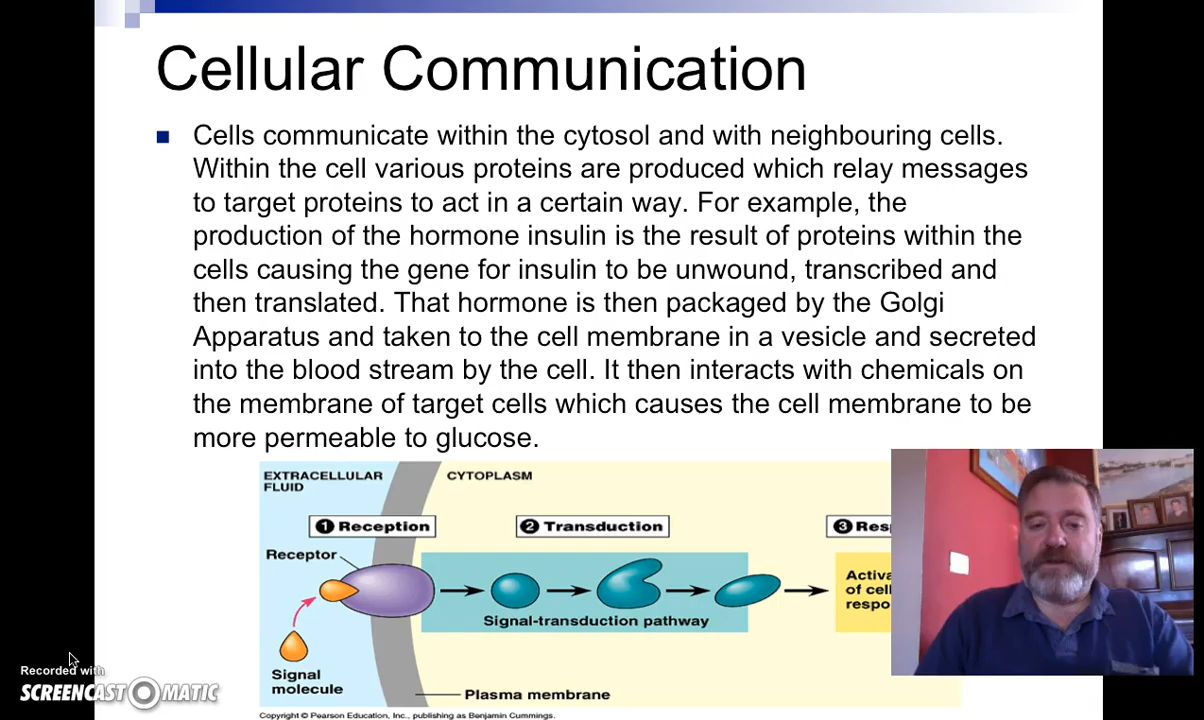 Cellular Communication
Cells communicate within the cytosol and with neighbouring cells.
Within the cell various proteins are produced which relay messages
to target proteins to act in a certain way. For example, the
production of the hormone insulin is the result of proteins within the
cells causing the gene for insulin to be unwound, transcribed and
then translated. That hormone is then packaged by the Golgi
Apparatus and taken to the cell membrane in a vesicle and secreted
into the blood stream by the cell. It then interacts with chemicals on
the membrane of target cells which causes the cell membrane to be
more permeable to glucose.
EXTRACELLULAR
FLUID
CYTOPLASM
1 Reception
2 Transduction
3 Res
Receptor
Activa
of cell
respo
Signal-transduction pathway
Signal
molecule
Plasma membrane
Copyright © Pearson Education, Inc., publishing as Benjamin Cummings.
Recorded with
SCREENCAST-O-MATIC